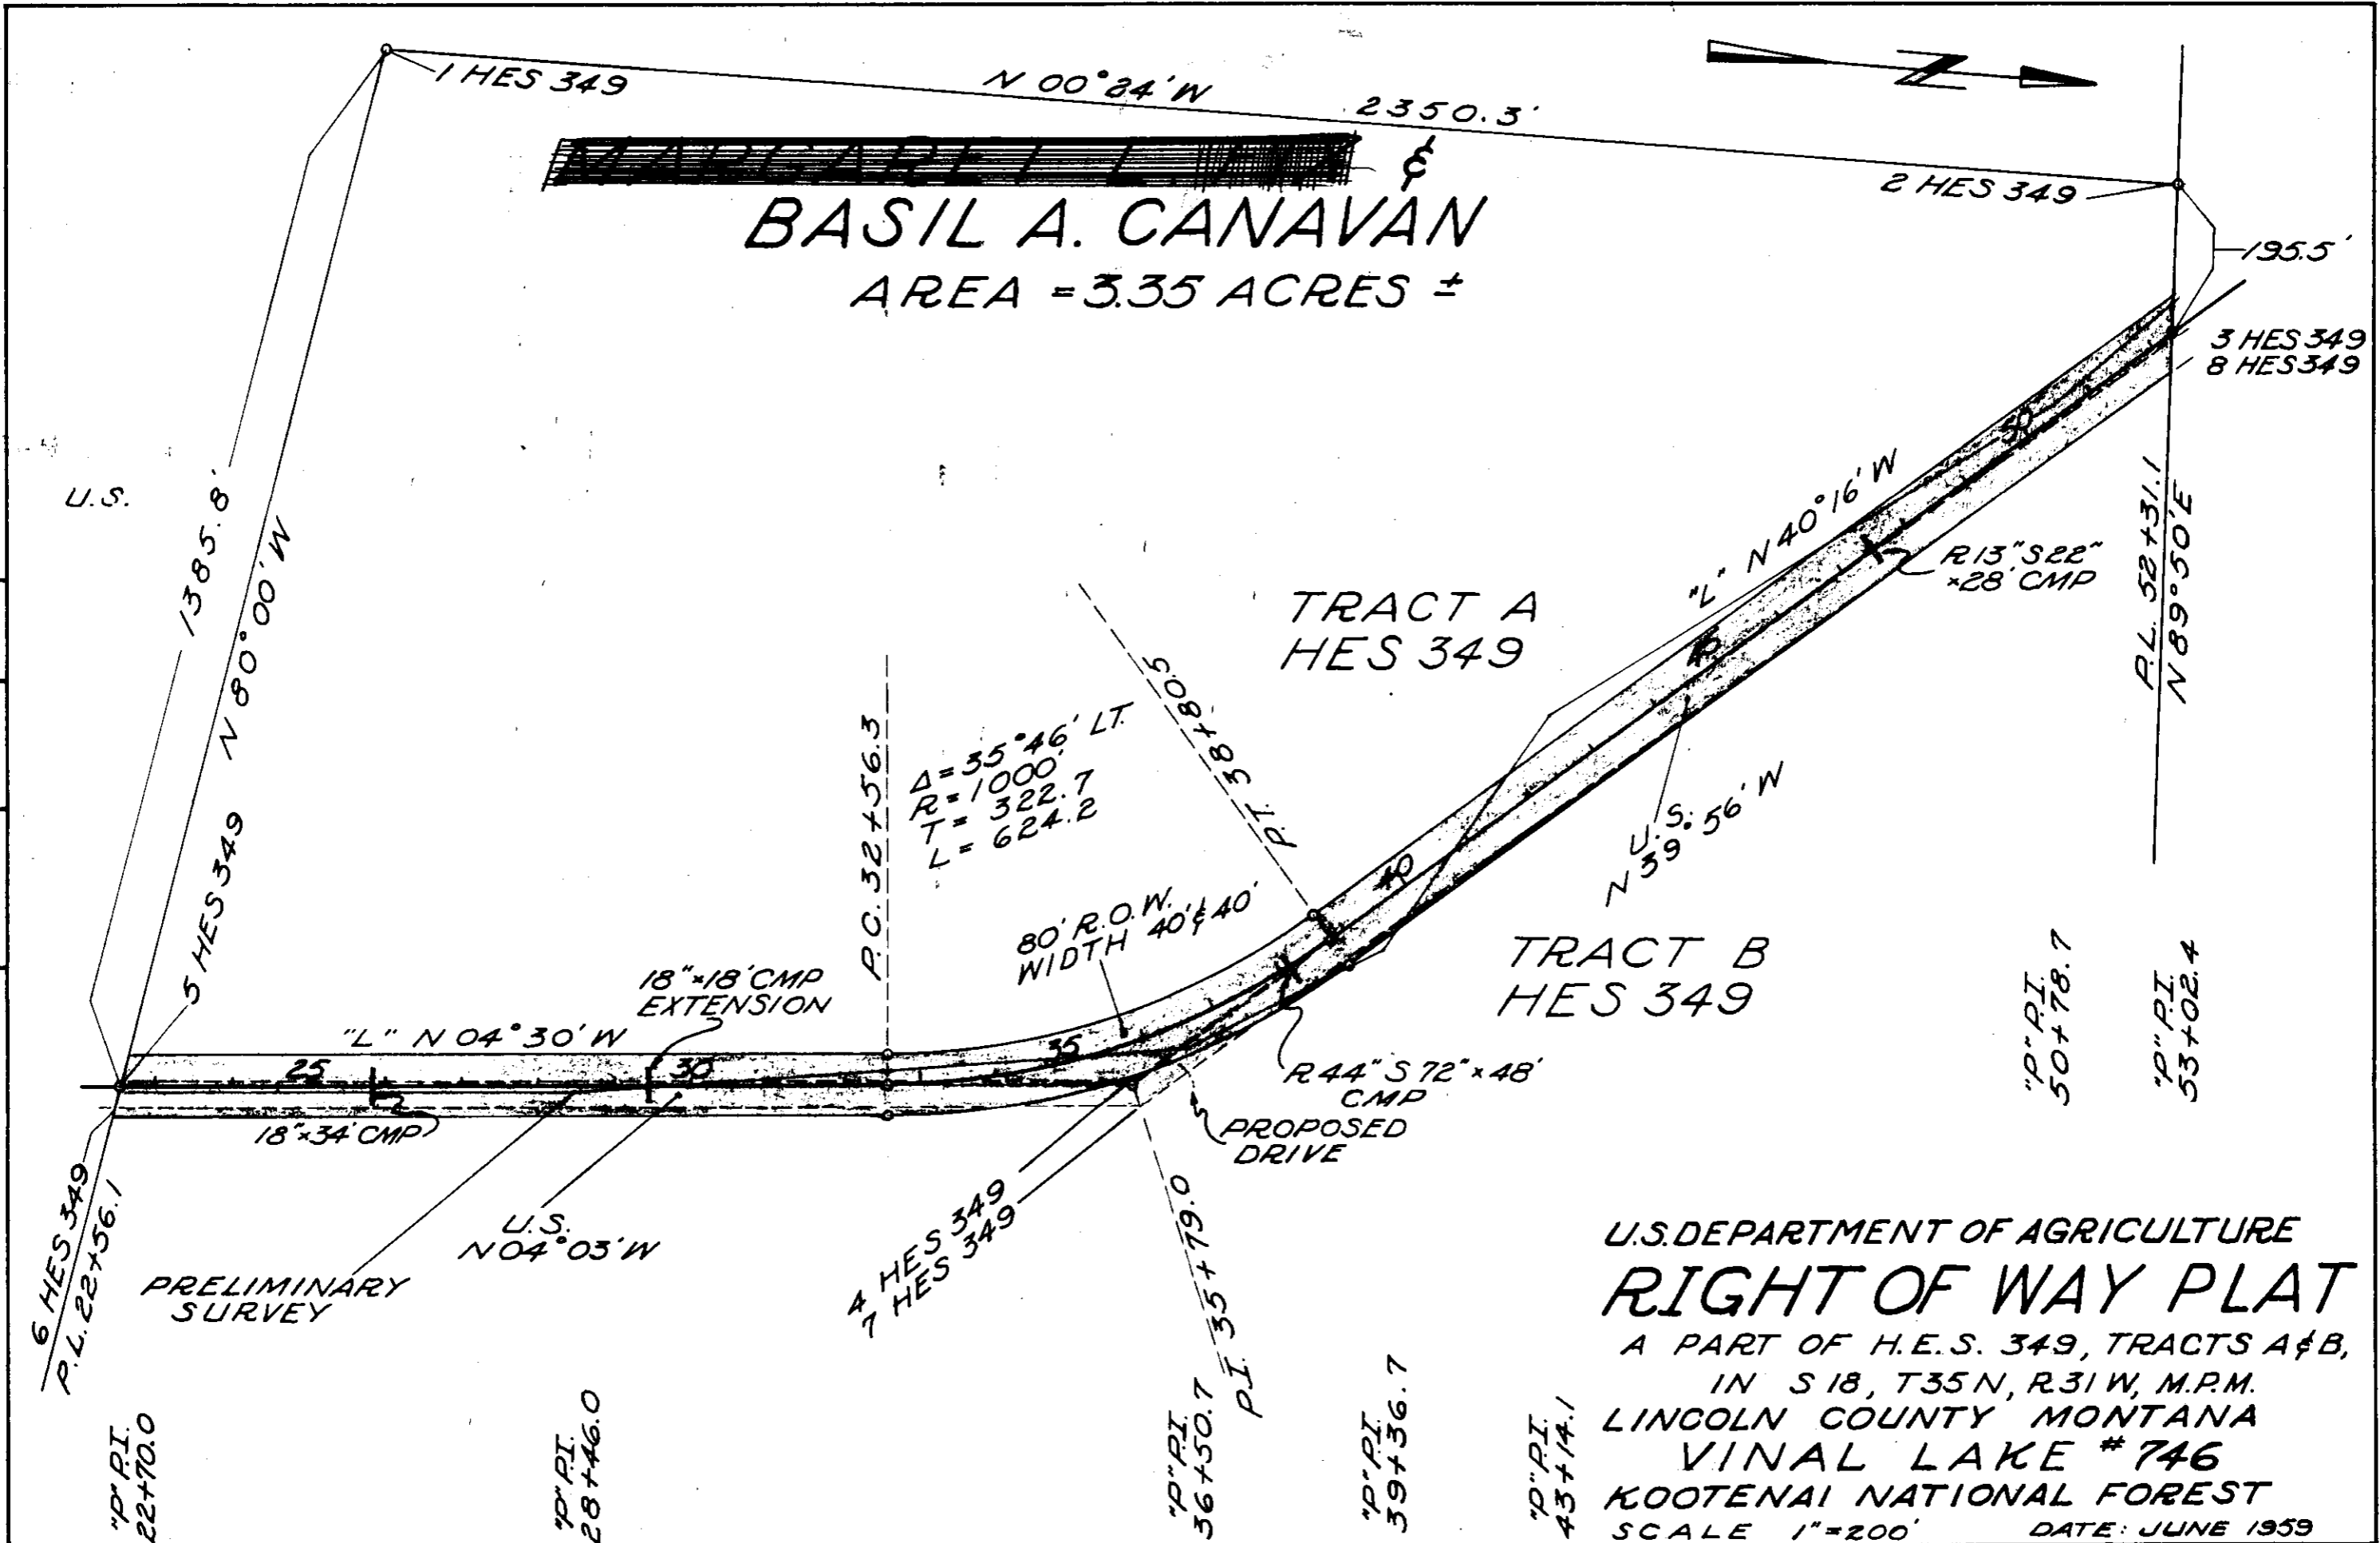 1 HES 349
N 00°24' W
2350.3'
&
2 HES 349
BASIL A. CANAVAN
AREA = 3.35 ACRES ±
195.5'
3 HES 349
8 HES 349
U.S.
1385.8'
N 80°00' W
5 HES 349
"L" N 40°16' W
50
R 13" S 22"
×28' CMP
P.L. 52+31.1
N 89°50' E
TRACT A
HES 349
45
P.C. 32+56.3
Δ = 35°46' LT.
R = 1000'
T = 322.7
L = 624.2
P.T. 38+80.5
40
U.S.
N 39°56' W
80' R.O.W.
WIDTH 40' & 40'
TRACT B
HES 349
18"×18' CMP
EXTENSION
"L" N 04°30' W
25
30
35
18"×34' CMP
R 44" S 72" × 48'
CMP
PROPOSED
DRIVE
"P" P.I.
50+78.7
"P" P.I.
53+02.4
6 HES 349
P.L. 22+56.1
U.S.
N 04°03' W
PRELIMINARY
SURVEY
4 HES 349
7 HES 349
P.I. 35+79.0
"P" P.I.
22+70.0
"P" P.I.
28+46.0
"P" P.I.
36+50.7
"P" P.I.
39+36.7
"P" P.I.
43+14.1
U.S. DEPARTMENT OF AGRICULTURE
RIGHT OF WAY PLAT
A PART OF H.E.S. 349, TRACTS A & B,
IN S 18, T 35 N, R 31 W, M.P.M.
LINCOLN COUNTY MONTANA
VINAL LAKE # 746
KOOTENAI NATIONAL FOREST
SCALE 1" = 200' DATE: JUNE 1959